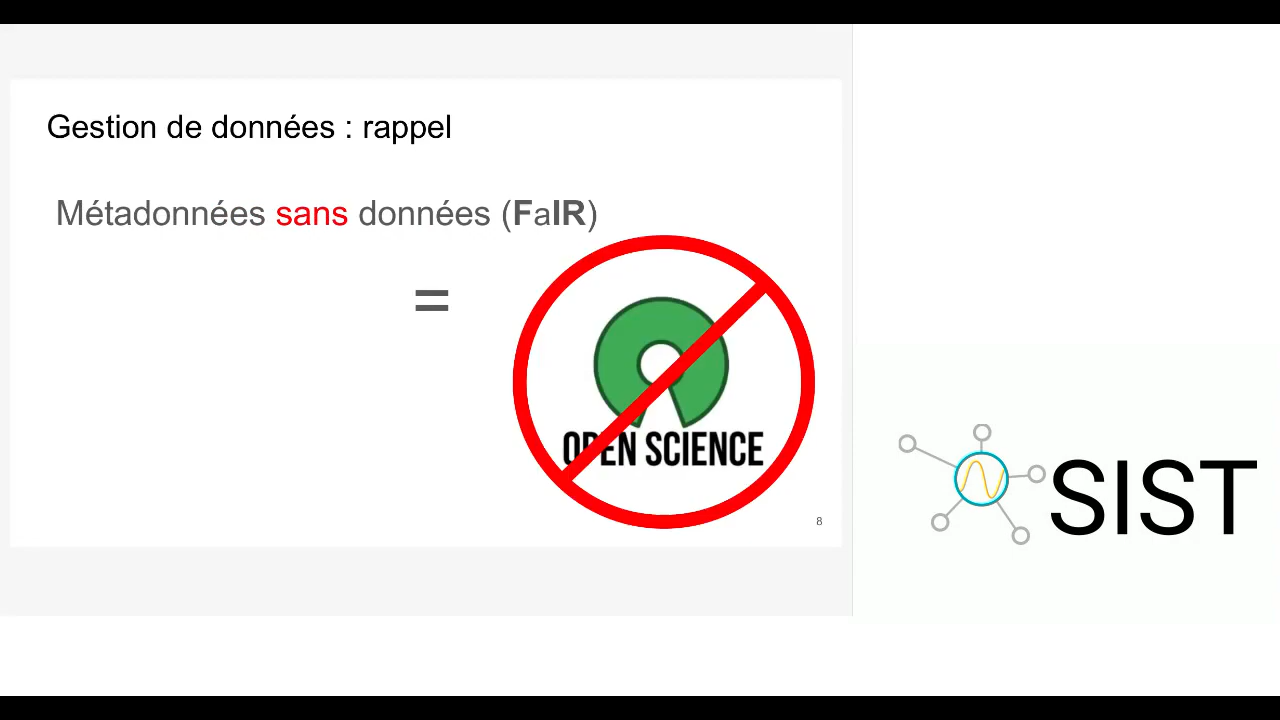 Gestion de données : rappel
Métadonnées sans données (FaIR)
=
OPEN SCIENCE
8
SIST